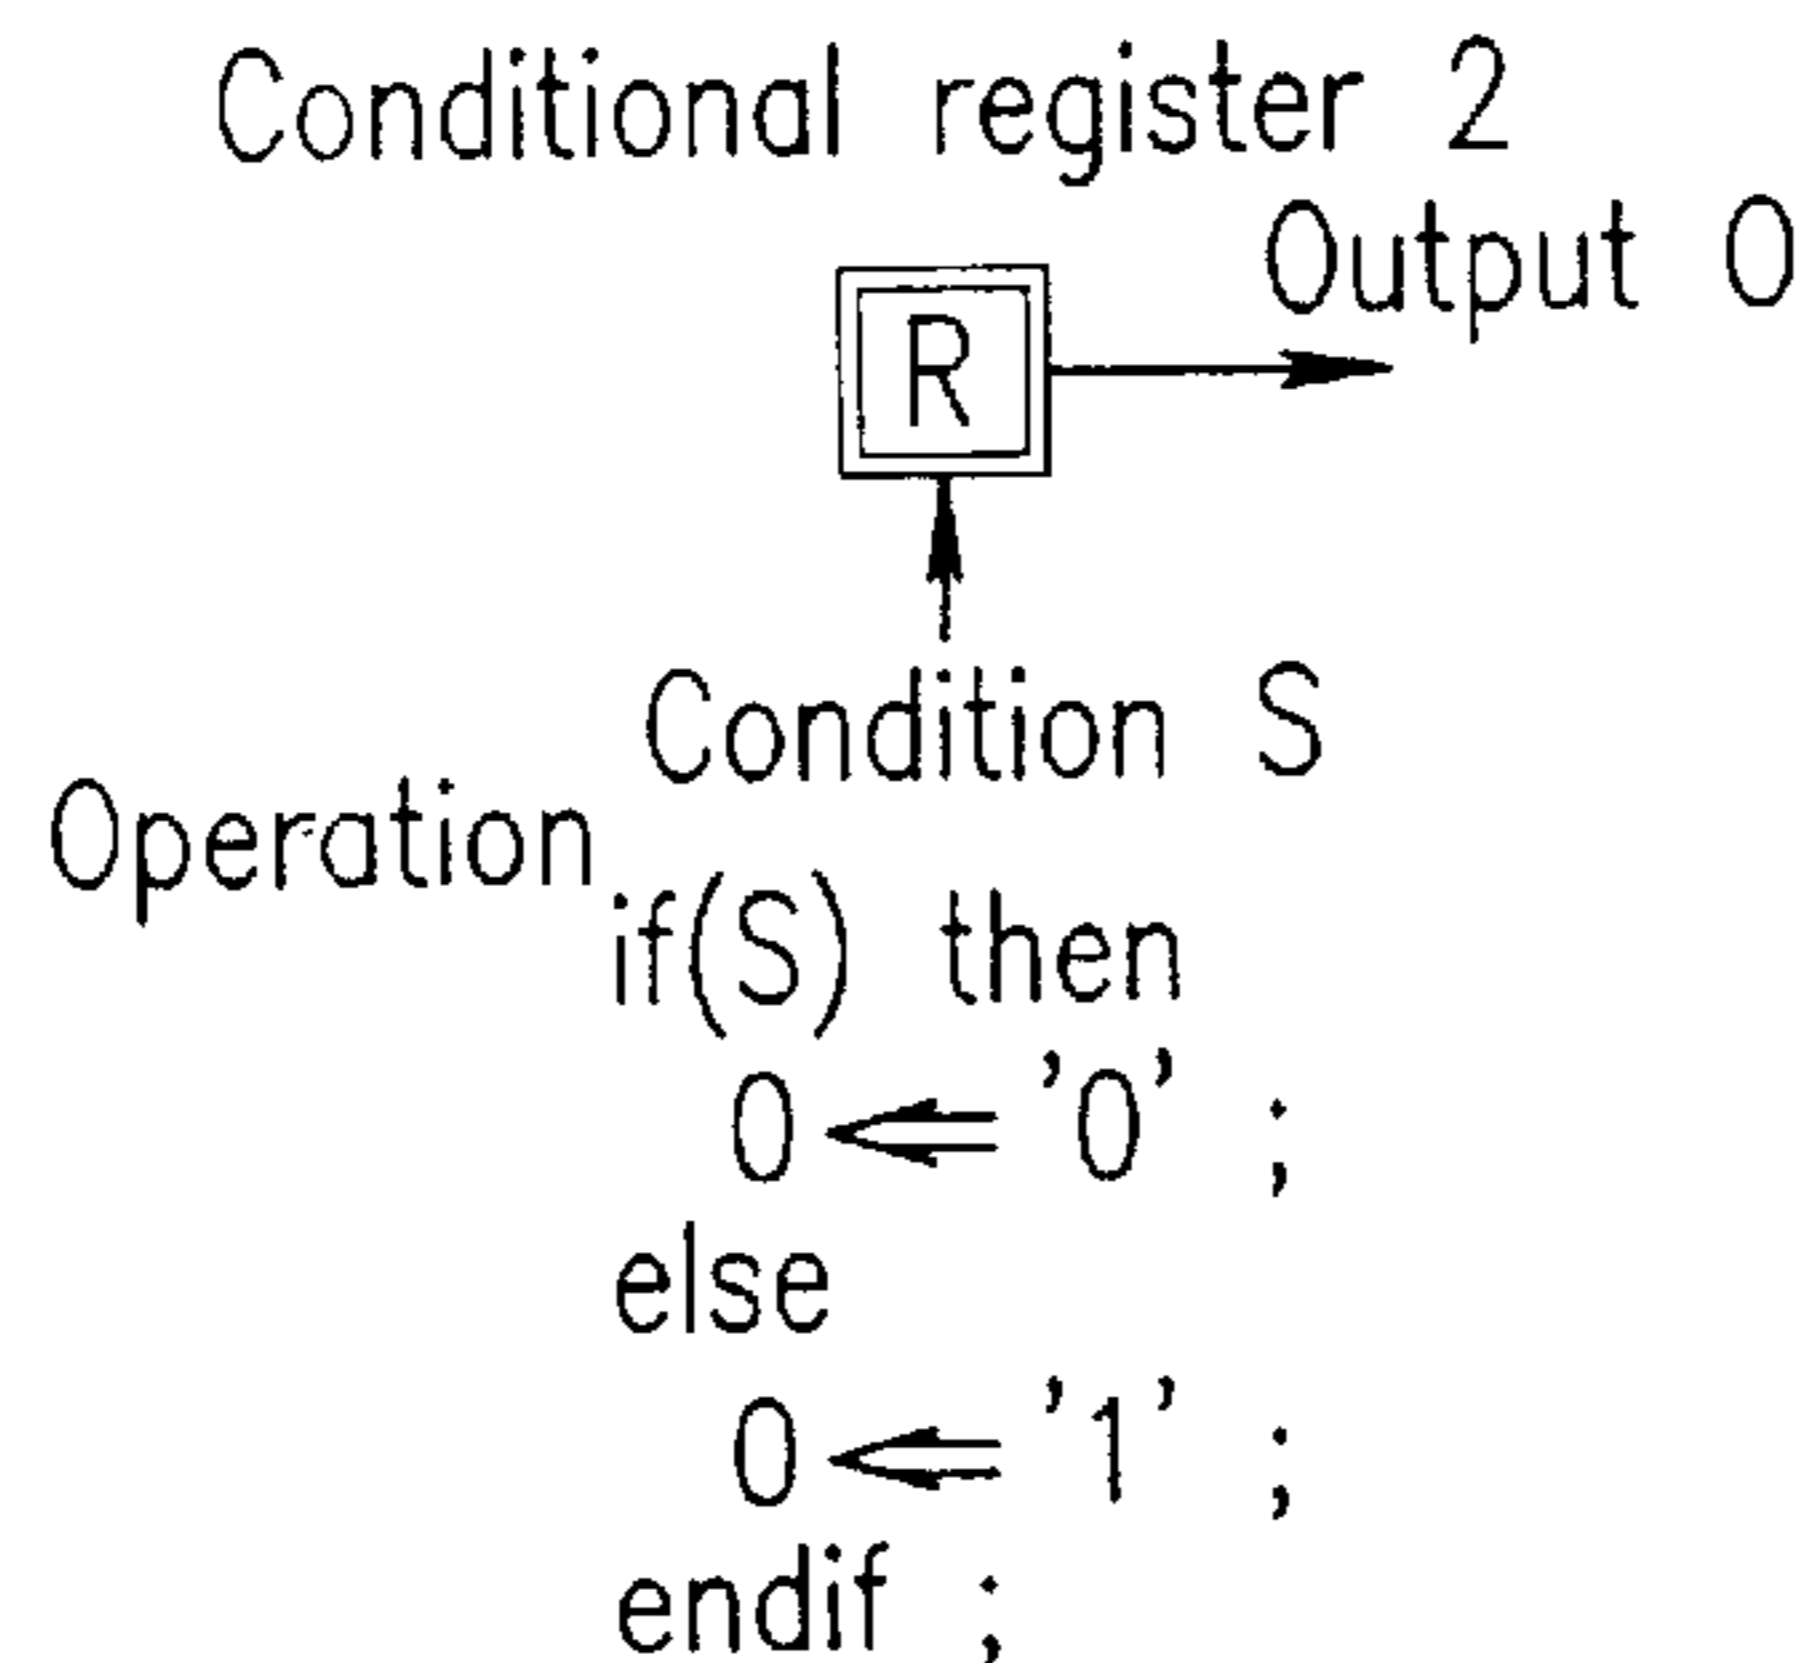 Conditional register 2
Output O
R
Condition S
Operation
if(S) then
O ⇐ '0' ;
else
O ⇐ '1' ;
endif ;